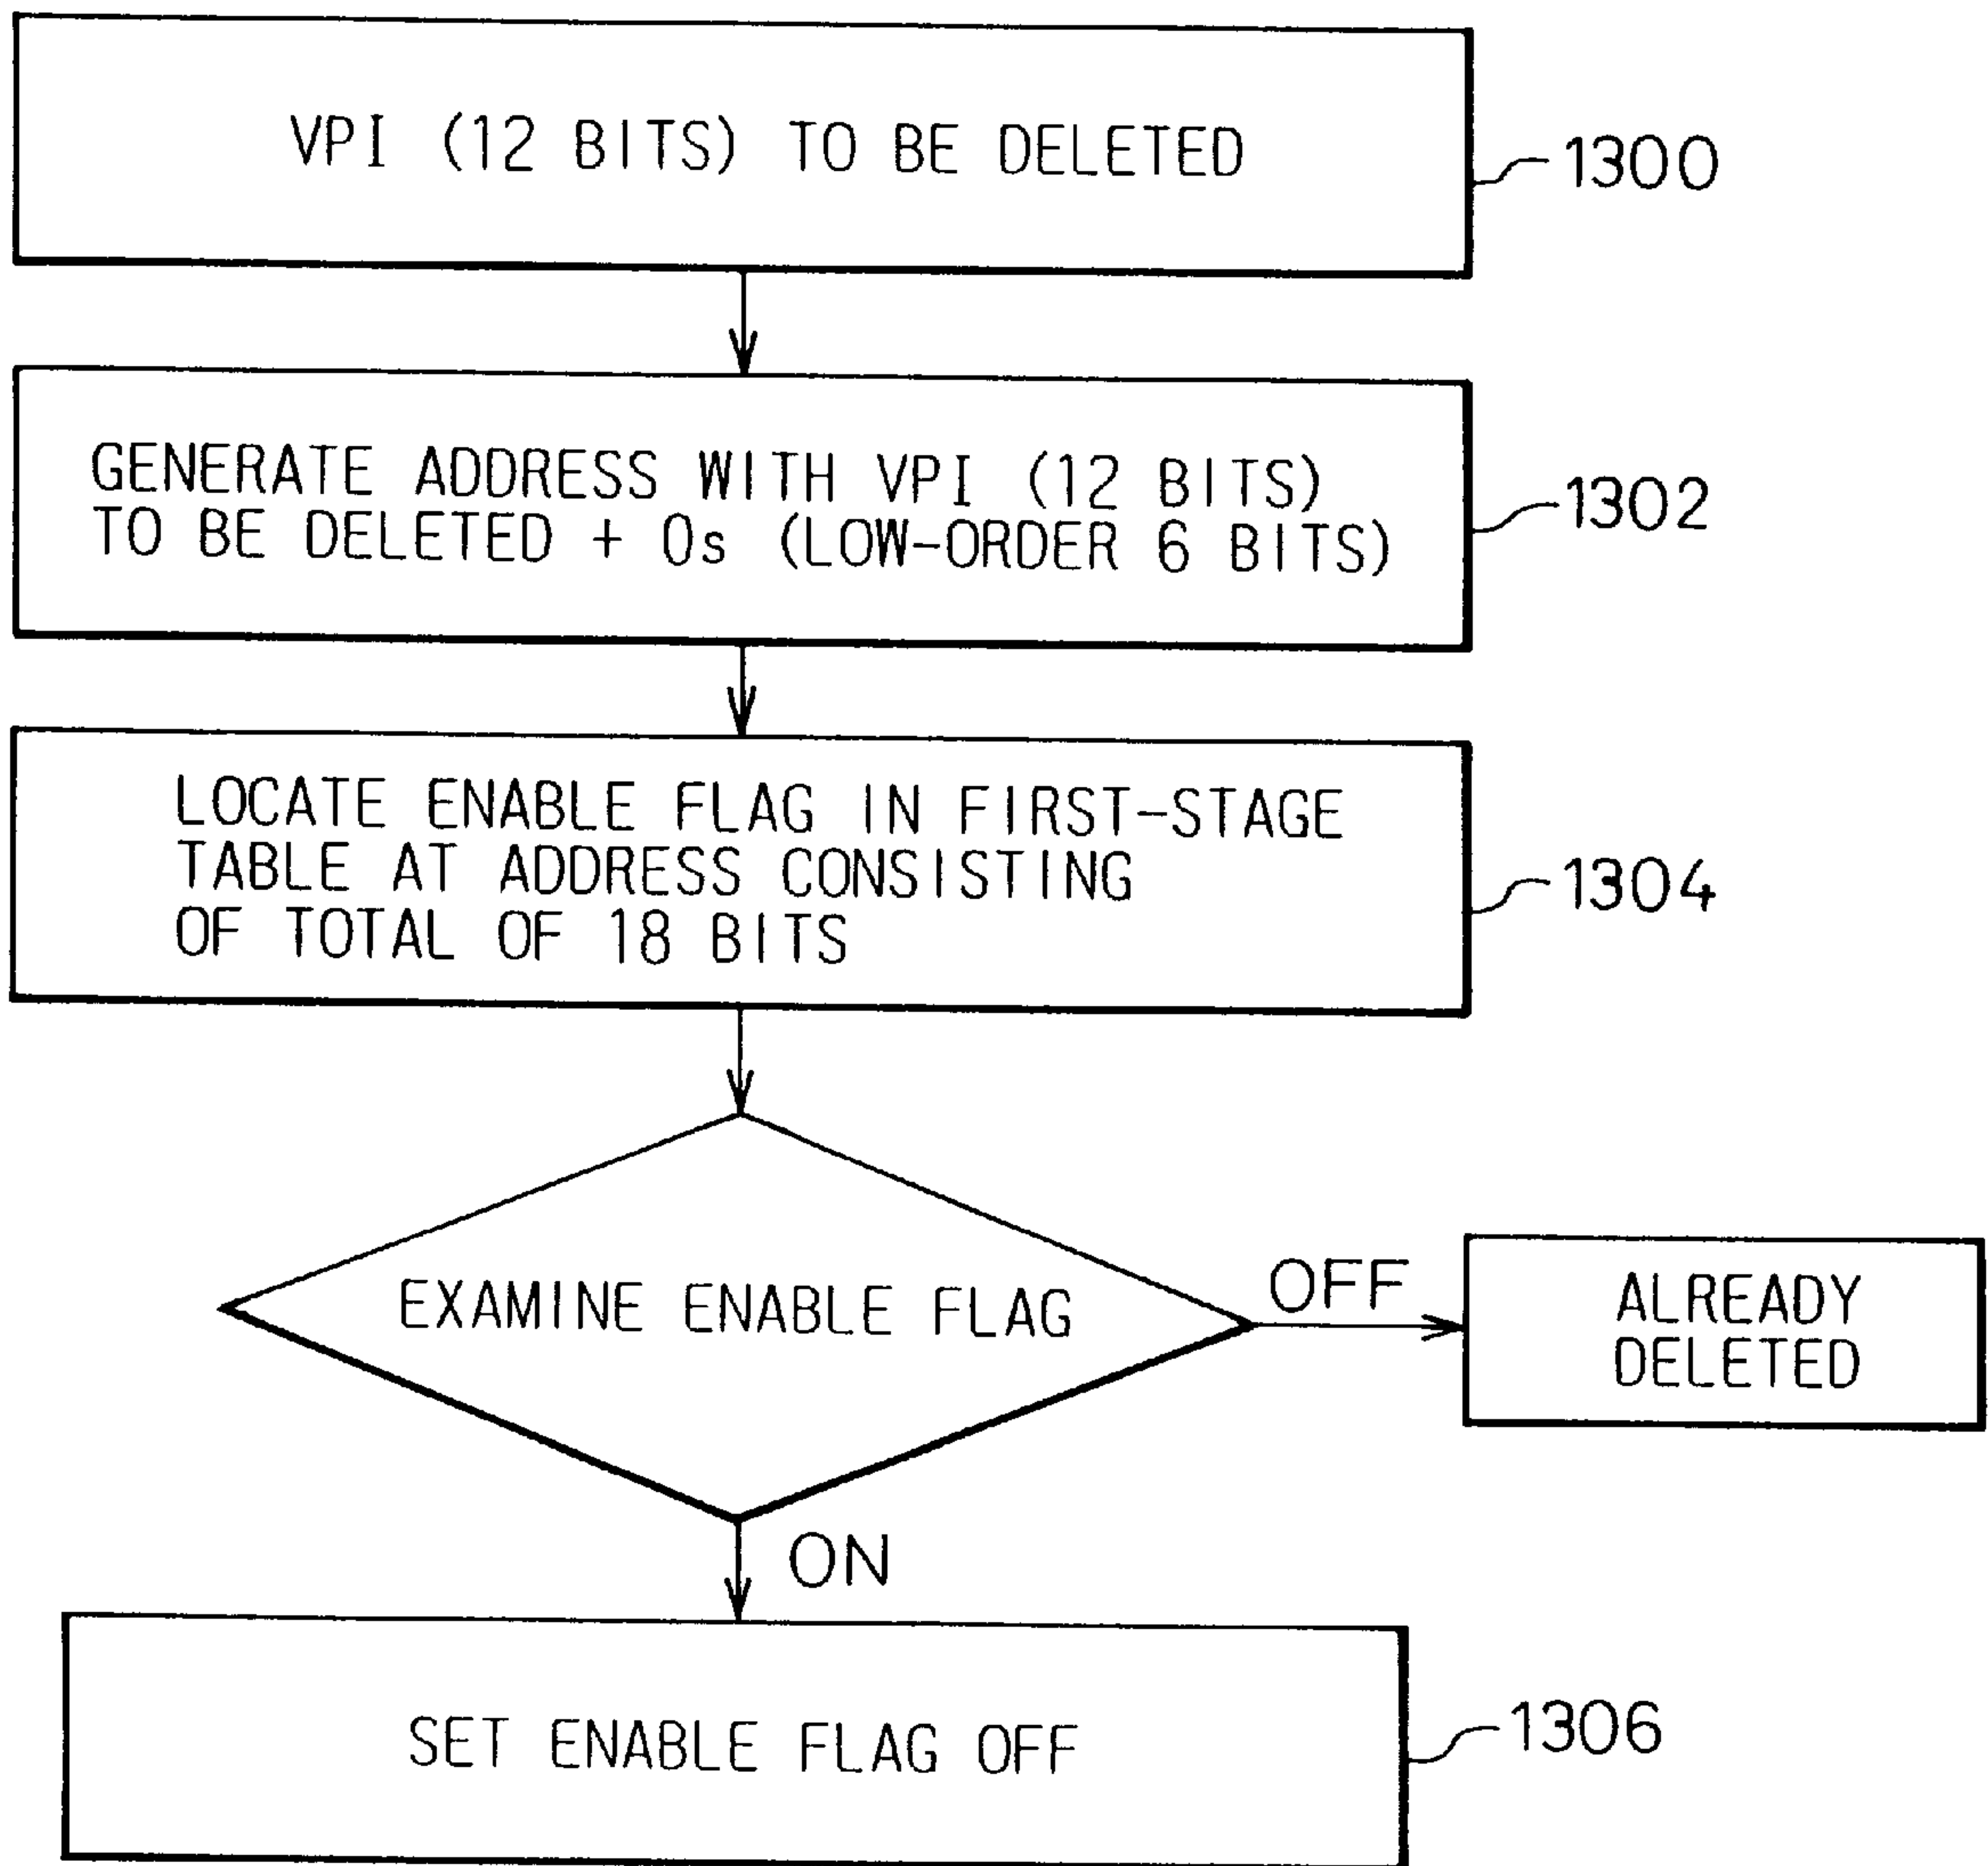 VPI (12 BITS) TO BE DELETED
1300
GENERATE ADDRESS WITH VPI (12 BITS)
TO BE DELETED + 0s (LOW-ORDER 6 BITS)
1302
LOCATE ENABLE FLAG IN FIRST-STAGE
TABLE AT ADDRESS CONSISTING
OF TOTAL OF 18 BITS
1304
EXAMINE ENABLE FLAG
OFF
ALREADY
DELETED
ON
SET ENABLE FLAG OFF
1306